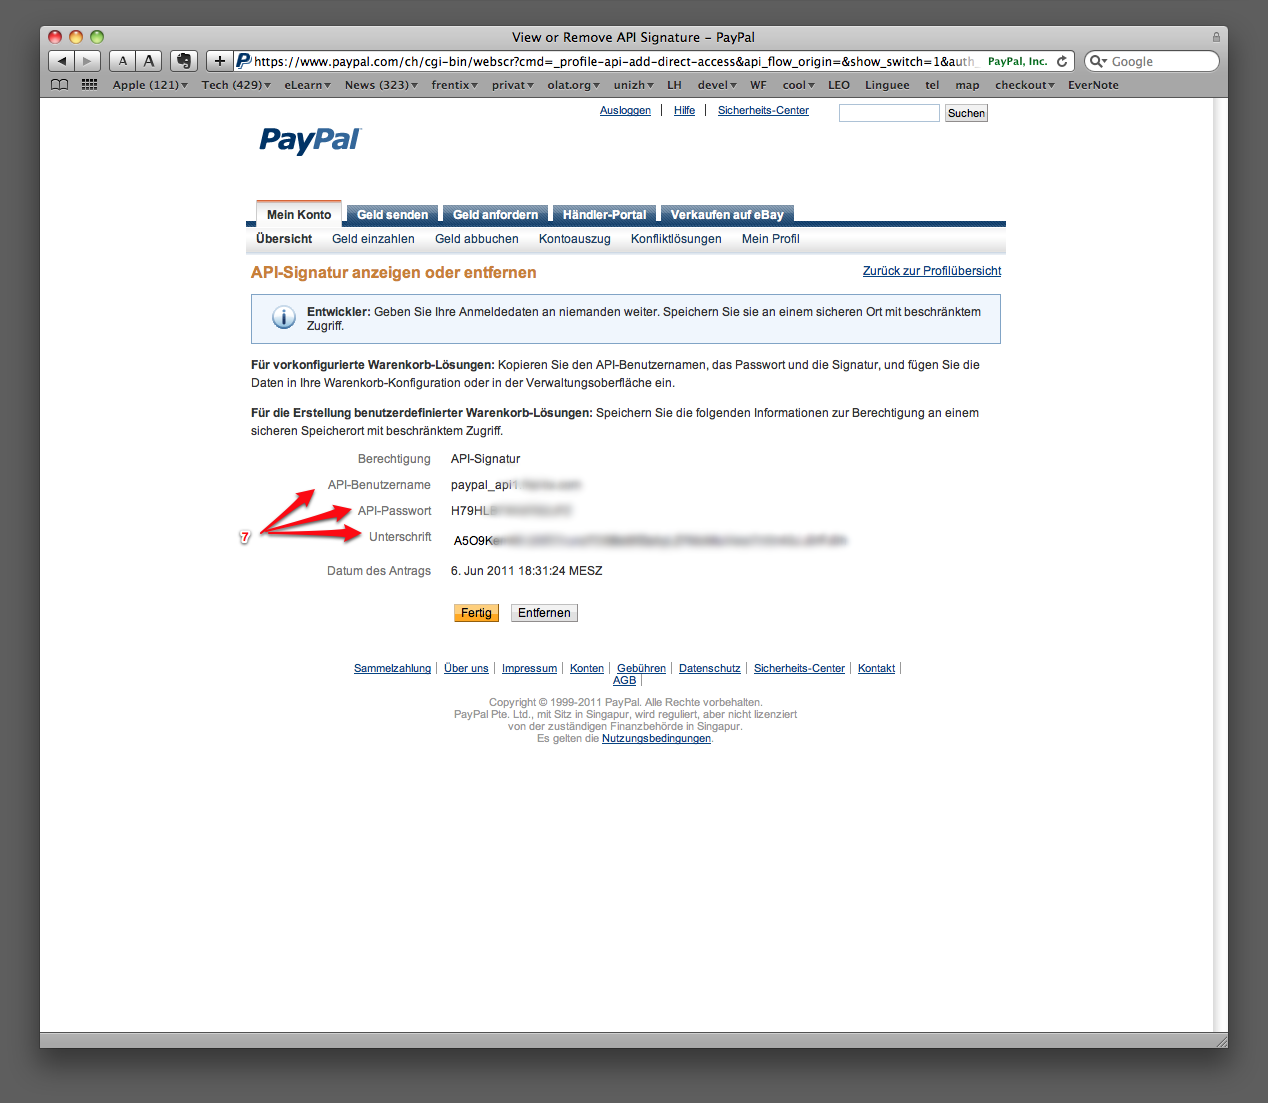 View or Remove API Signature – PayPal
A A + https://www.paypal.com/ch/cgi-bin/webscr?cmd=_profile-api-add-direct-access&api_flow_origin=&show_switch=1&auth_ PayPal, Inc. Google
Apple (121) Tech (429) eLearn News (323) frentix privat olat.org unizh LH devel WF cool LEO Linguee tel map checkout EverNote
Ausloggen Hilfe Sicherheits-Center Suchen
PayPal
Mein Konto Geld senden Geld anfordern Händler-Portal Verkaufen auf eBay
Übersicht Geld einzahlen Geld abbuchen Kontoauszug Konfliktlösungen Mein Profil
API-Signatur anzeigen oder entfernen Zurück zur Profilübersicht
Entwickler: Geben Sie Ihre Anmeldedaten an niemanden weiter. Speichern Sie sie an einem sicheren Ort mit beschränktem
Zugriff.
Für vorkonfigurierte Warenkorb-Lösungen: Kopieren Sie den API-Benutzernamen, das Passwort und die Signatur, und fügen Sie die
Daten in Ihre Warenkorb-Konfiguration oder in der Verwaltungsoberfläche ein.
Für die Erstellung benutzerdefinierter Warenkorb-Lösungen: Speichern Sie die folgenden Informationen zur Berechtigung an einem
sicheren Speicherort mit beschränktem Zugriff.
Berechtigung API-Signatur
API-Benutzername paypal_api1
API-Passwort H79HL
7
Unterschrift A5O9K
Datum des Antrags 6. Jun 2011 18:31:24 MESZ
Fertig Entfernen
Sammelzahlung Über uns Impressum Konten Gebühren Datenschutz Sicherheits-Center Kontakt
AGB
Copyright © 1999-2011 PayPal. Alle Rechte vorbehalten.
PayPal Pte. Ltd., mit Sitz in Singapur, wird reguliert, aber nicht lizenziert
von der zuständigen Finanzbehörde in Singapur.
Es gelten die Nutzungsbedingungen.